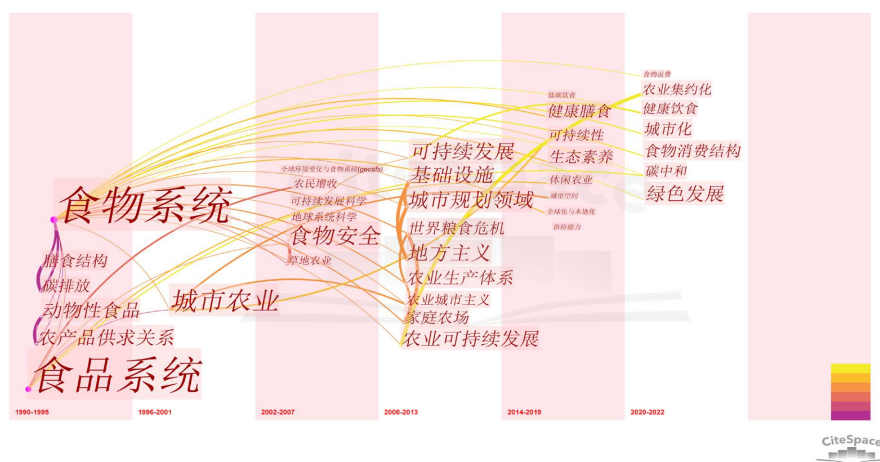 食物系统
膳食结构
碳排放
动物性食品
农产品供求关系
食品系统
城市农业
全球环境变化与食物系统(gecafs)
农民增收
可持续发展科学
地球系统科学
食物安全
草地农业
可持续发展
基础设施
城市规划领域
世界粮食危机
地方主义
农业生产体系
农业城市主义
家庭农场
农业可持续发展
低碳饮食
健康膳食
可持续性
生态素养
休闲农业
城市空间
全球化与本地化
供给能力
食物浪费
农业集约化
健康饮食
城市化
食物消费结构
碳中和
绿色发展
1990-1995
1996-2001
2002-2007
2008-2013
2014-2019
2020-2022
CiteSpace